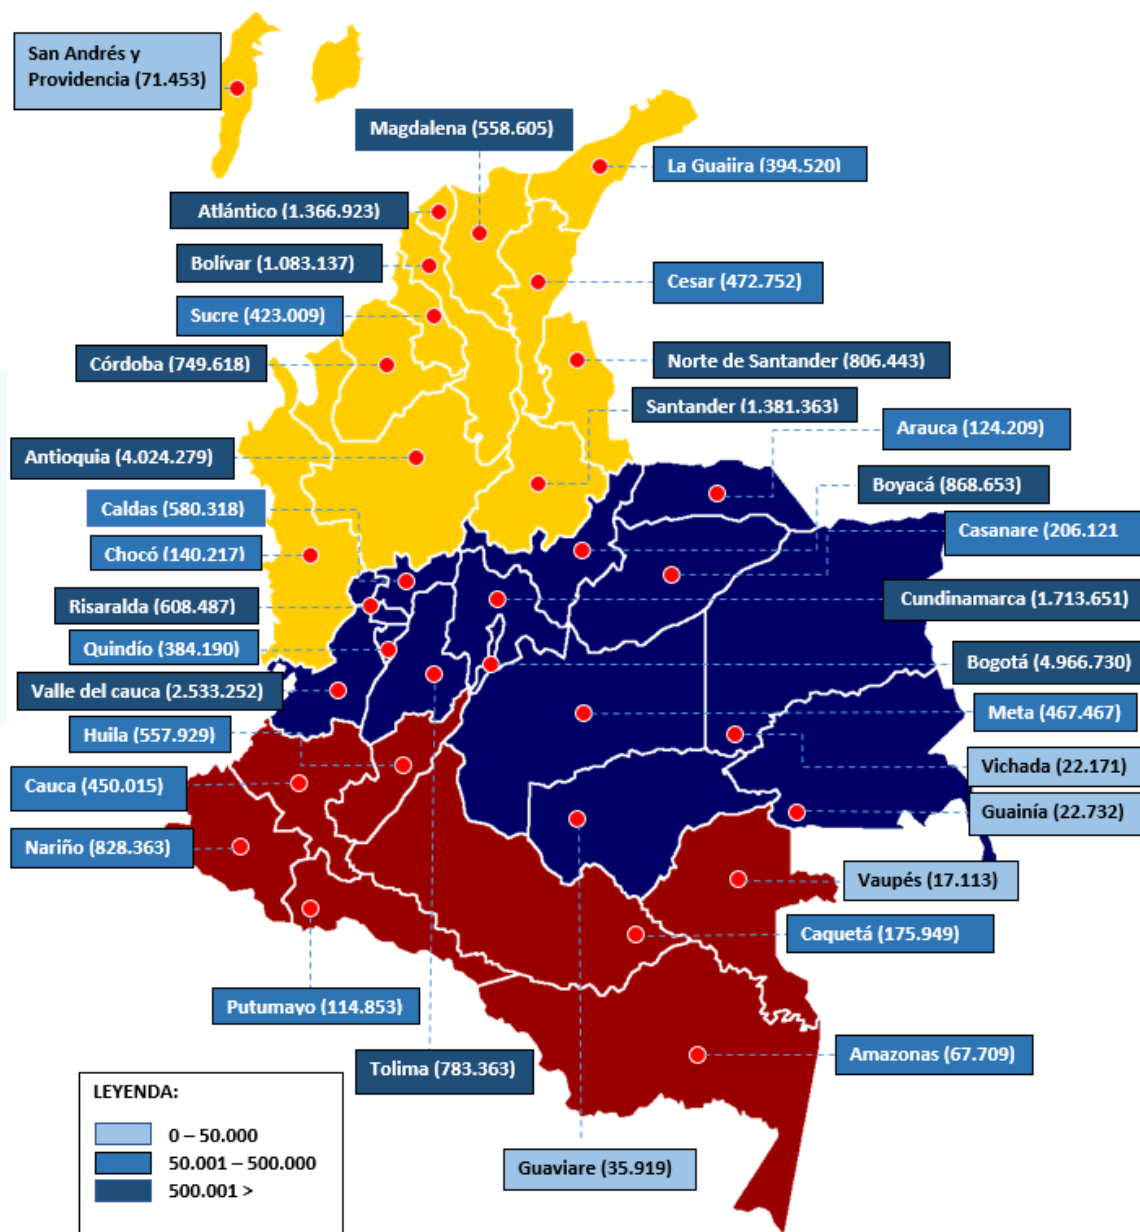 San Andrés y
Providencia (71.453)
Magdalena (558.605)
La Guajira (394.520)
Atlántico (1.366.923)
Bolívar (1.083.137)
Cesar (472.752)
Sucre (423.009)
Córdoba (749.618)
Norte de Santander (806.443)
Santander (1.381.363)
Arauca (124.209)
Antioquia (4.024.279)
Boyacá (868.653)
Caldas (580.318)
Casanare (206.121
Chocó (140.217)
Risaralda (608.487)
Cundinamarca (1.713.651)
Quindío (384.190)
Bogotá (4.966.730)
Valle del cauca (2.533.252)
Meta (467.467)
Huila (557.929)
Vichada (22.171)
Cauca (450.015)
Guainía (22.732)
Nariño (828.363)
Vaupés (17.113)
Caquetá (175.949)
Putumayo (114.853)
Amazonas (67.709)
Tolima (783.363)
Guaviare (35.919)
LEYENDA:
0 – 50.000
50.001 – 500.000
500.001 >